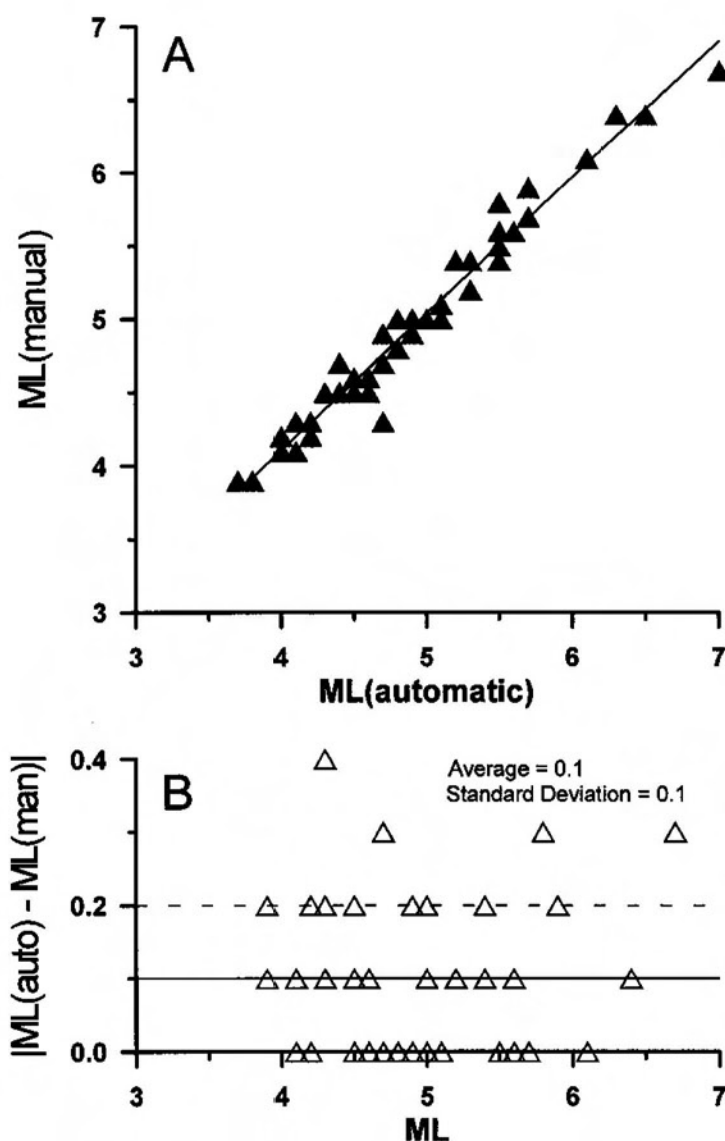 A
7
6
5
4
3
ML(manual)
3 4 5 6 7
ML(automatic)
B
Average = 0.1
Standard Deviation = 0.1
0.4
0.2
0.0
|ML(auto) - ML(man)|
3 4 5 6 7
ML